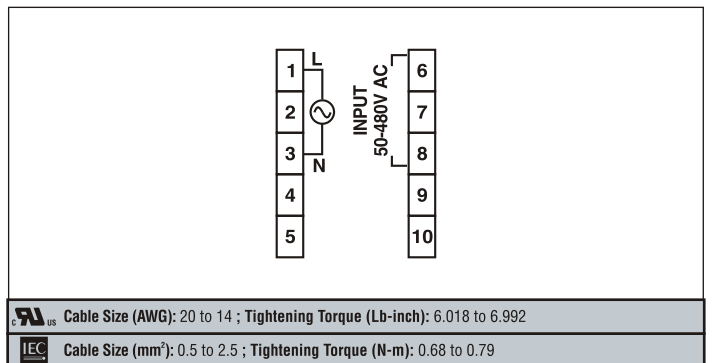 1
2
3
4
5
L
N
INPUT
50-480V AC
6
7
8
9
10
c RU us Cable Size (AWG): 20 to 14 ; Tightening Torque (Lb-inch): 6.018 to 6.992
IEC Cable Size (mm²): 0.5 to 2.5 ; Tightening Torque (N-m): 0.68 to 0.79